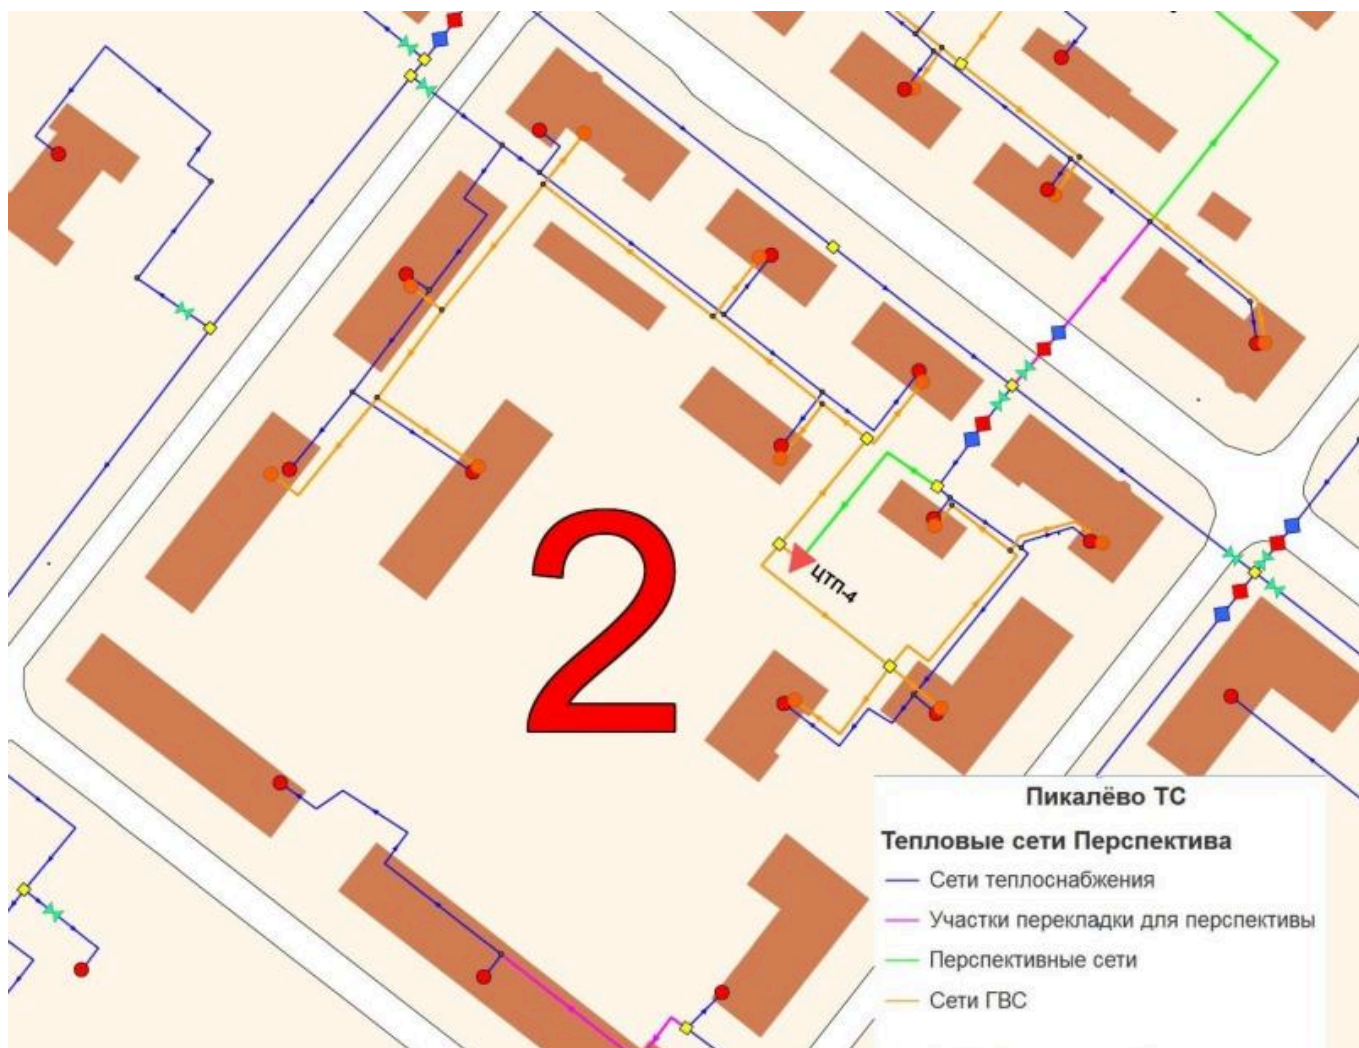 2
ЦТП-4
Пикалёво ТС
Тепловые сети Перспектива
Сети теплоснабжения
Участки перекладки для перспективы
Перспективные сети
Сети ГВС